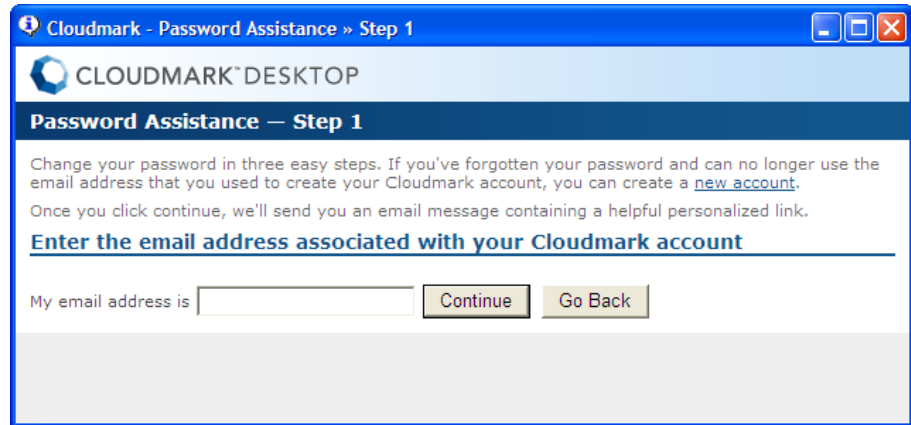 Cloudmark - Password Assistance » Step 1
CLOUDMARK™DESKTOP
Password Assistance — Step 1
Change your password in three easy steps. If you've forgotten your password and can no longer use the
email address that you used to create your Cloudmark account, you can create a new account.
Once you click continue, we'll send you an email message containing a helpful personalized link.
Enter the email address associated with your Cloudmark account
My email address is Continue Go Back